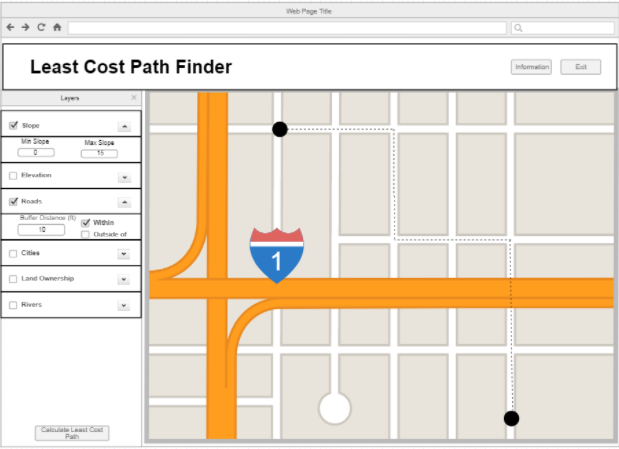 Web Page Title
Least Cost Path Finder
Information
Exit
Layers
Slope
Min Slope
Max Slope
0
15
Elevation
Roads
Buffer Distance (ft)
10
Within
Outside of
Cities
Land Ownership
Rivers
Calculate Least Cost
Path
1